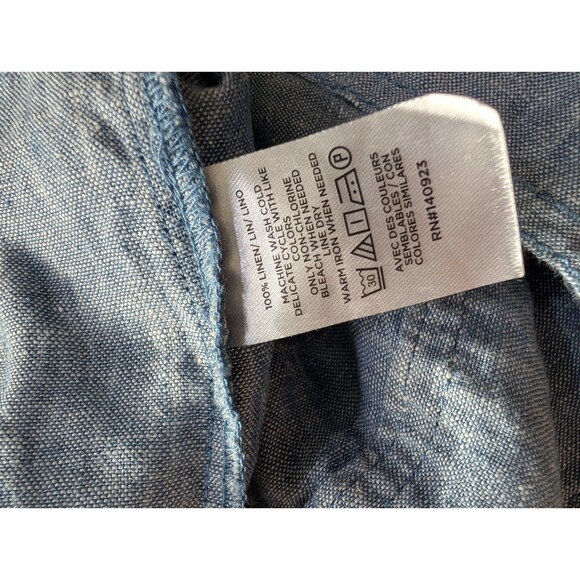 100% LINEN/ LIN/ LINO
MACHINE WASH COLD
DELICATE CYCLE WITH LIKE
COLORS
NON-CHLORINE
BLEACH ONLY WHEN NEEDED
LINE DRY
WARM IRON WHEN NEEDED
30
P
AVEC DES COULEURS
SEMBLABLES / CON
COLORES SIMILARES
RN#140923